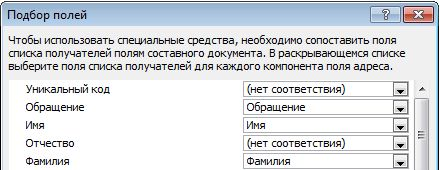 Подбор полей
Чтобы использовать специальные средства, необходимо сопоставить поля
списка получателей полям составного документа. В раскрывающемся списке
выберите поля списка получателей для каждого компонента поля адреса.
Уникальный код (нет соответствия)
Обращение Обращение
Имя Имя
Отчество (нет соответствия)
Фамилия Фамилия